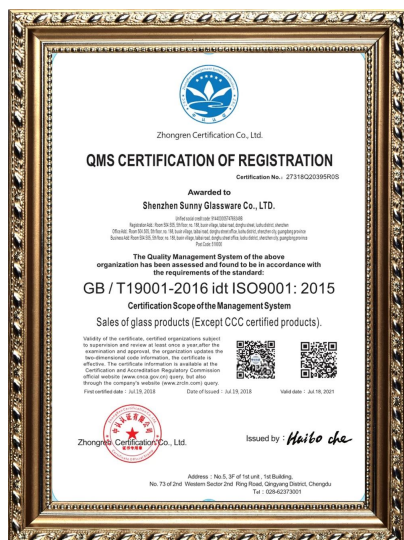 Zhongren Certification Co., Ltd.
QMS CERTIFICATION OF REGISTRATION
Certification No.: 27318Q20395R0S
Awarded to
Shenzhen Sunny Glassware Co., LTD.
The Quality Management System of the above
organization has been assessed and found to be in accordance with
the requirements of the standard:
GB / T19001-2016 idt ISO9001: 2015
Certification Scope of the Management System
Sales of glass products (Except CCC certified products).
Validity of the certificate, certified organizations subject
to supervision and review at least once a year,after the
examination and approval, the organization updates the
two-dimensional code information, the certificate is
effective. The certificate information is available at the
Certification and Accreditation Regulatory Commission
official website (www.cnca.gov.cn) query, but also
through the company's website (www.zrclin.com) query.
First certified date : Jul.19, 2018 Date of Issued : Jul.19, 2018 Valid date : Jul.18, 2021
Zhongren Certification Co., Ltd.
Issued by : Haibo che
Address : No.5, 3F of 1st unit , 1st Building,
No. 73 of 2nd Western Sector 2nd Ring Road, Qingyang District, Chengdu
Tel : 028-62373001